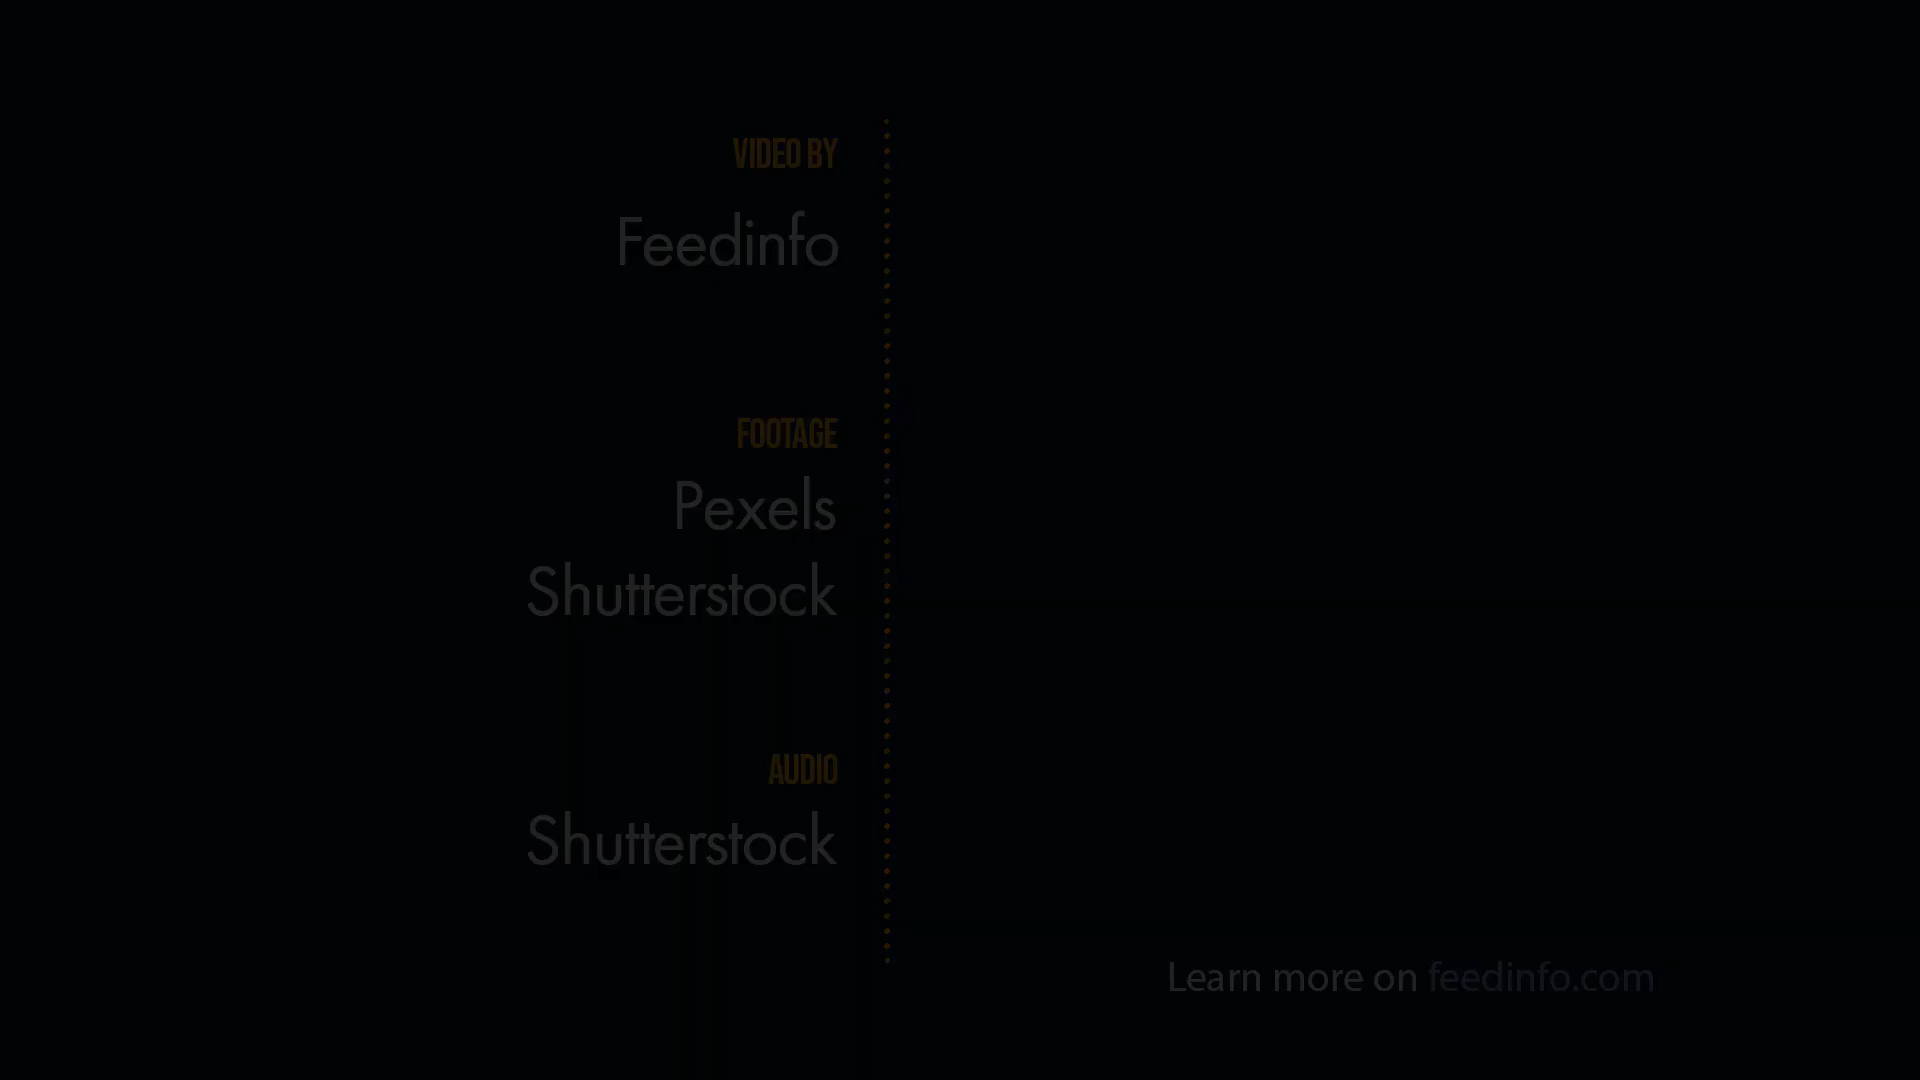 VIDEO BY
Feedinfo
FOOTAGE
Pexels
Shutterstock
AUDIO
Shutterstock
Learn more on feedinfo.com